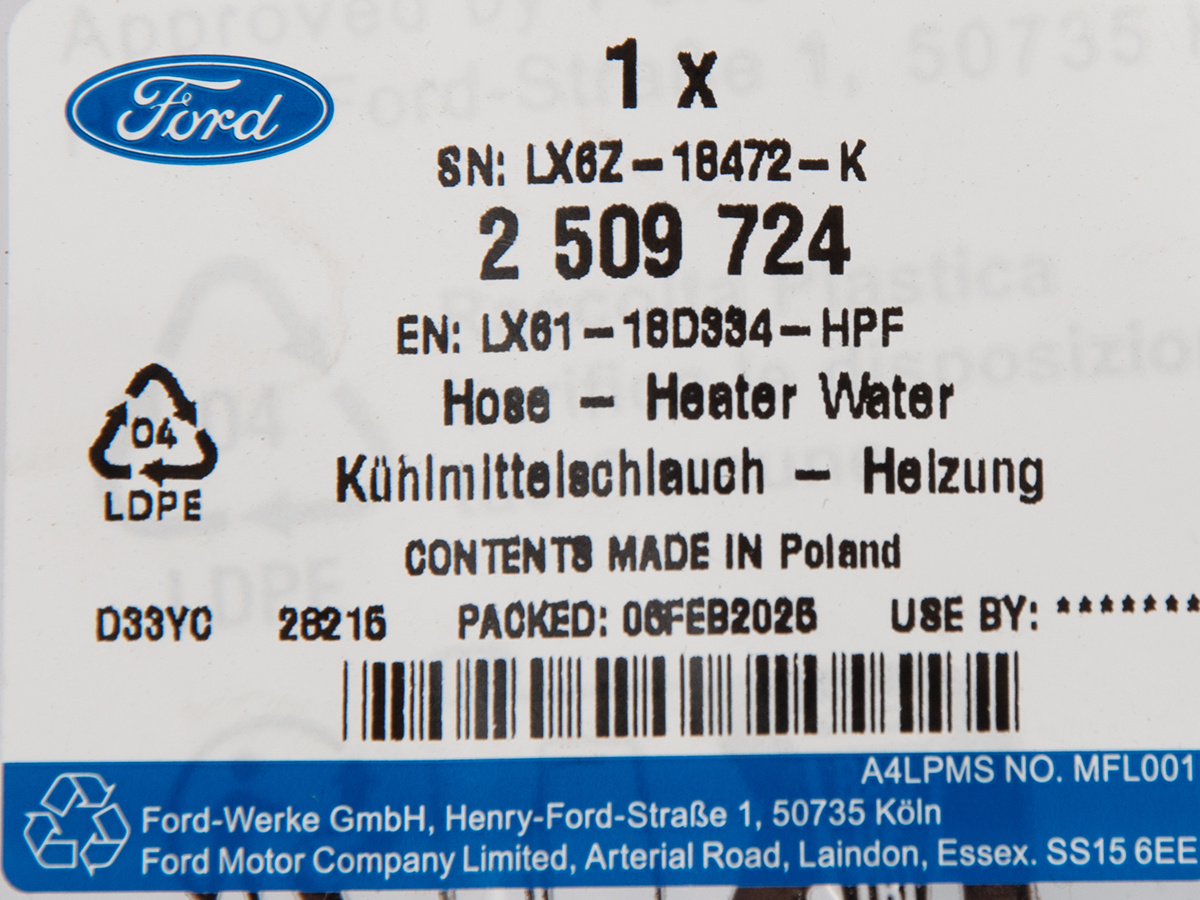 Ford
1 x
SN: LX6Z-18472-K
2 509 724
EN: LX61-18D334-HPF
Hose - Heater Water
04
LDPE
Kühlmittelschlauch - Heizung
CONTENTS MADE IN Poland
D33YC PACKED: 06FEB2025 USE BY: *******
A4LPMS NO. MFL001
Ford-Werke GmbH, Henry-Ford-Straße 1, 50735 Köln
Ford Motor Company Limited, Arterial Road, Laindon, Essex. SS15 6EE